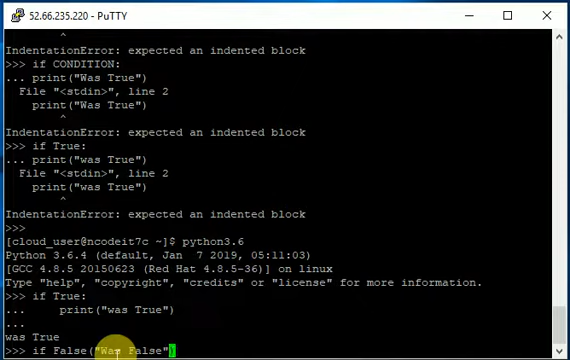 52.66.235.220 - PuTTY
^
IndentationError: expected an indented block
>>> if CONDITION:
... print("Was True")
File "<stdin>", line 2
print("Was True")
^
IndentationError: expected an indented block
>>> if True:
... print("was True")
File "<stdin>", line 2
print("was True")
^
IndentationError: expected an indented block
>>>
[cloud_user@ncodeit7c ~]$ python3.6
Python 3.6.4 (default, Jan  7 2019, 05:11:03)
[GCC 4.8.5 20150623 (Red Hat 4.8.5-36)] on linux
Type "help", "copyright", "credits" or "license" for more information.
>>> if True:
...     print("was True")
...
was True
>>> if False("Was False")